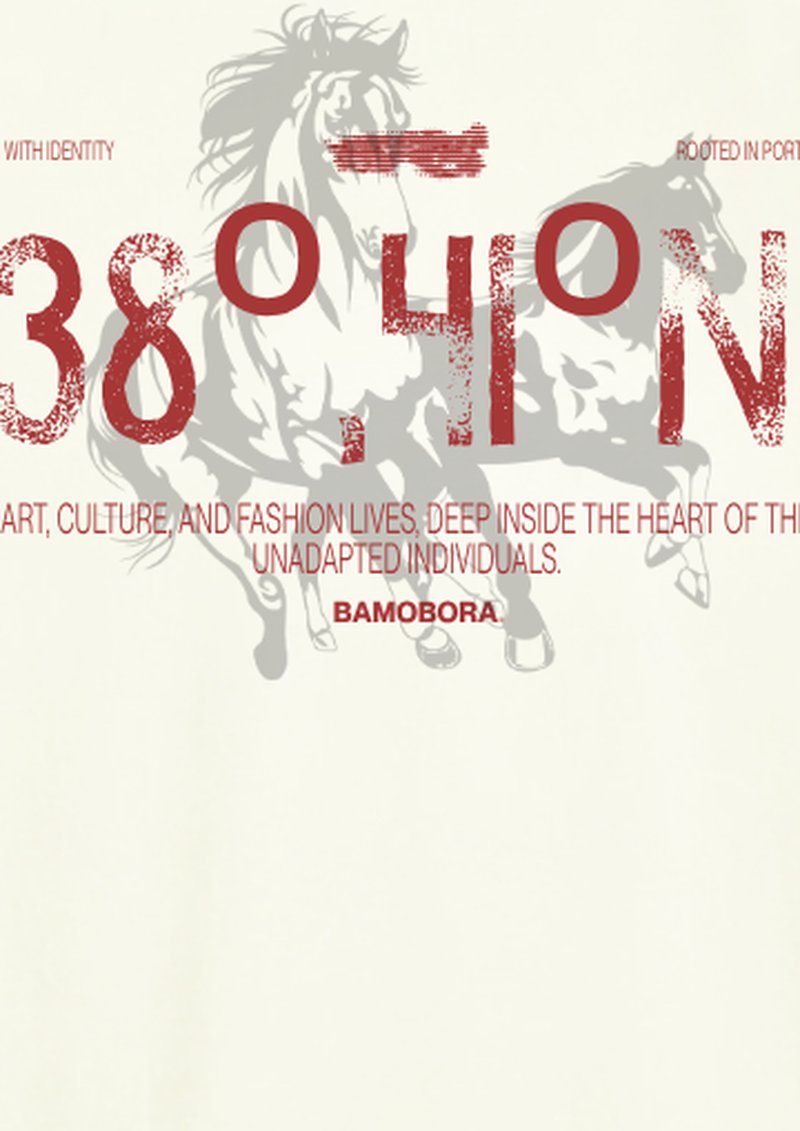 WITH IDENTITY
ROOTED IN PORT
38°,41°N
ART, CULTURE, AND FASHION LIVES, DEEP INSIDE THE HEART OF TH
UNADAPTED INDIVIDUALS.
BAMOBORA